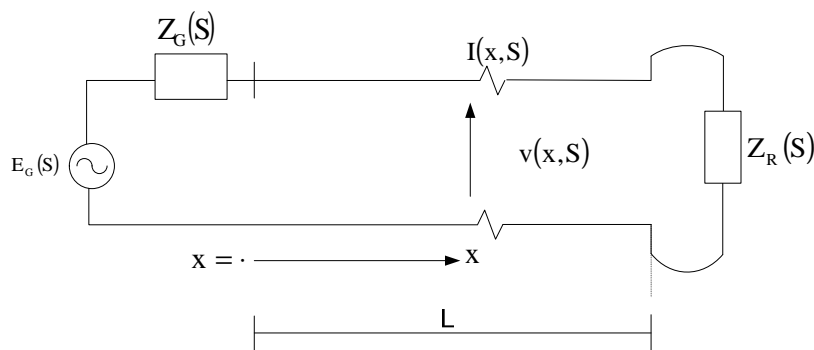 Z_G(S)
I(x,S)
E_G(S)
v(x,S)
Z_R(S)
x = ·
x
L